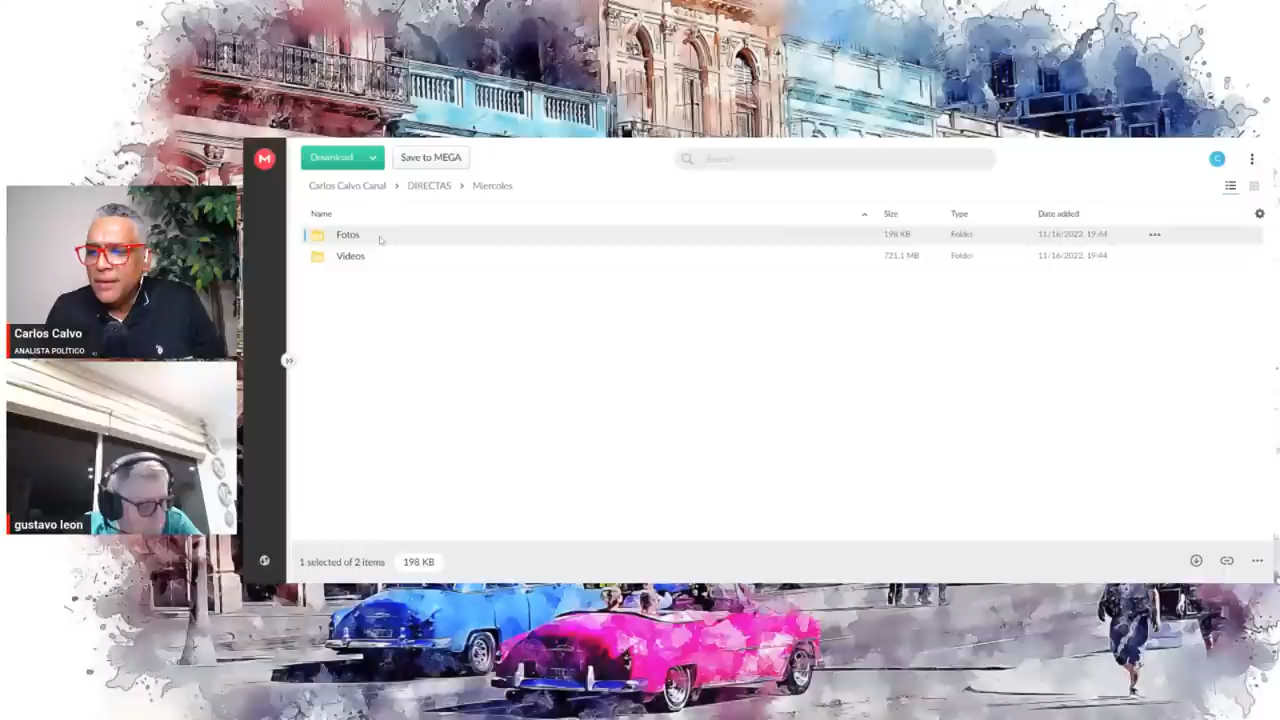 Download
Save to MEGA
Search
C
Carlos Calvo Canal > DIRECTAS > Miercoles
Name Size Type Date added
Fotos 198 KB Folder 11/16/2022, 19:44
Videos 721.1 MB Folder 11/16/2022, 19:44
Carlos Calvo
ANALISTA POLÍTICO
gustavo leon
1 selected of 2 items 198 KB